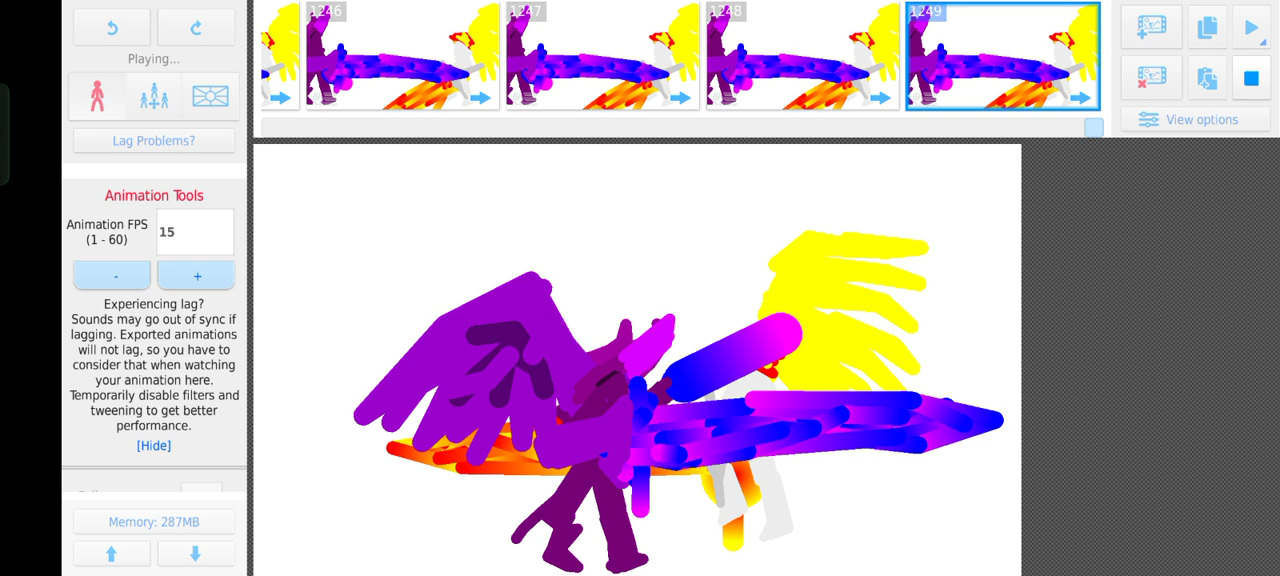 1246
1247
1248
1249
Playing...
Lag Problems?
View options
Animation Tools
Animation FPS
(1 - 60)
15
-
+
Experiencing lag?
Sounds may go out of sync if
lagging. Exported animations
will not lag, so you have to
consider that when watching
your animation here.
Temporarily disable filters and
tweening to get better
performance.
[Hide]
Memory: 287MB